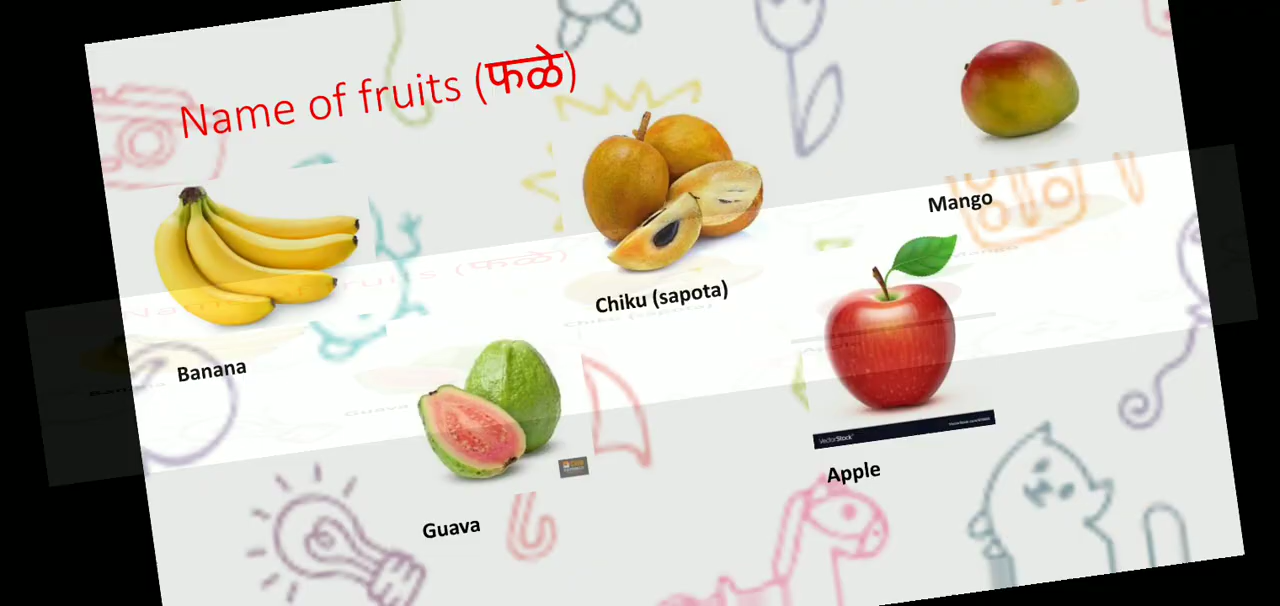 Name of fruits (फळे)
Mango
Chiku (sapota)
Banana
Apple
Guava
VectorStock